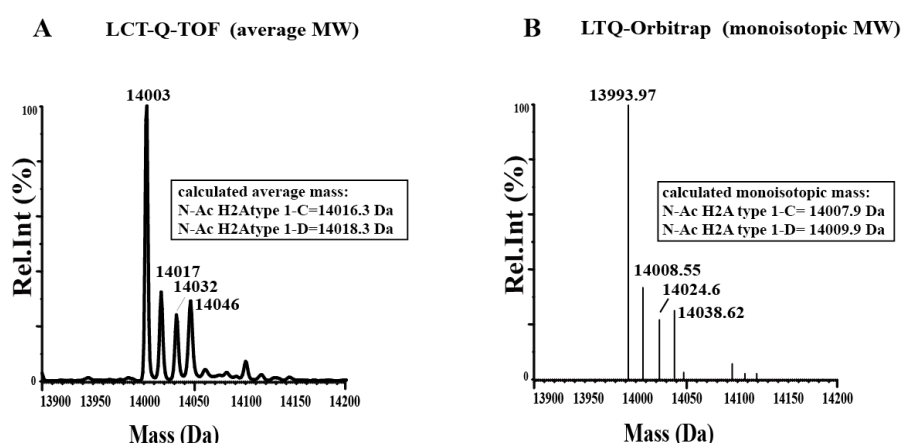 A LCT-Q-TOF (average MW)
14003
100
calculated average mass:
N-Ac H2Atype 1-C=14016.3 Da
N-Ac H2Atype 1-D=14018.3 Da
Rel.Int (%)
14017
14032
14046
0
13900 13950 14000 14050 14100 14150 14200
Mass (Da)
B LTQ-Orbitrap (monoisotopic MW)
13993.97
100
calculated monoisotopic mass:
N-Ac H2A type 1-C= 14007.9 Da
N-Ac H2A type 1-D= 14009.9 Da
Rel.Int (%)
14008.55
14024.6
14038.62
0
13900 13950 14000 14050 14100 14150 14200
Mass (Da)